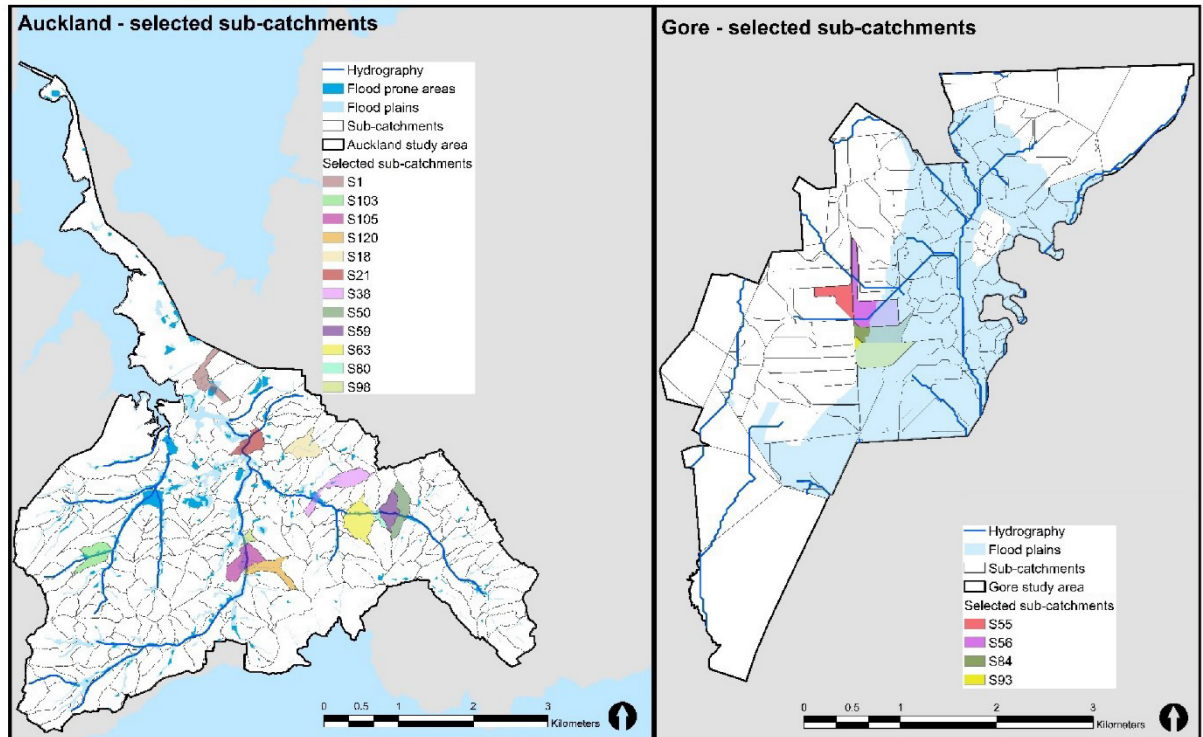 Auckland - selected sub-catchments
Hydrography
Flood prone areas
Flood plains
Sub-catchments
Auckland study area
Selected sub-catchments
S1
S103
S105
S120
S18
S21
S38
S50
S59
S63
S80
S98
0 0.5 1 2 3
Kilometers
Gore - selected sub-catchments
Hydrography
Flood plains
Sub-catchments
Gore study area
Selected sub-catchments
S55
S56
S84
S93
0 0.5 1 2 3
Kilometers